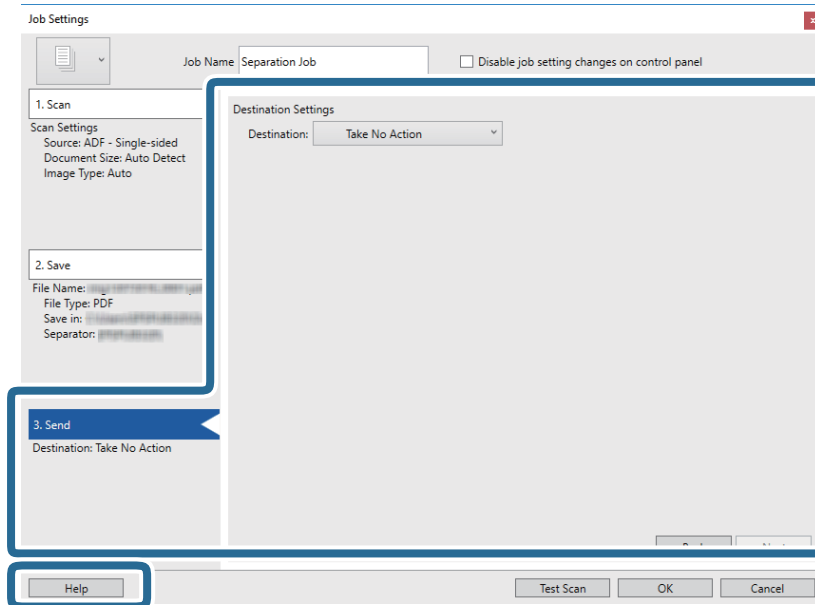 Job Settings
Job Name Separation Job Disable job setting changes on control panel
1. Scan
Scan Settings
Source: ADF - Single-sided
Document Size: Auto Detect
Image Type: Auto
2. Save
File Name:
File Type: PDF
Save in:
Separator:
3. Send
Destination: Take No Action
Destination Settings
Destination: Take No Action
Help Test Scan OK Cancel